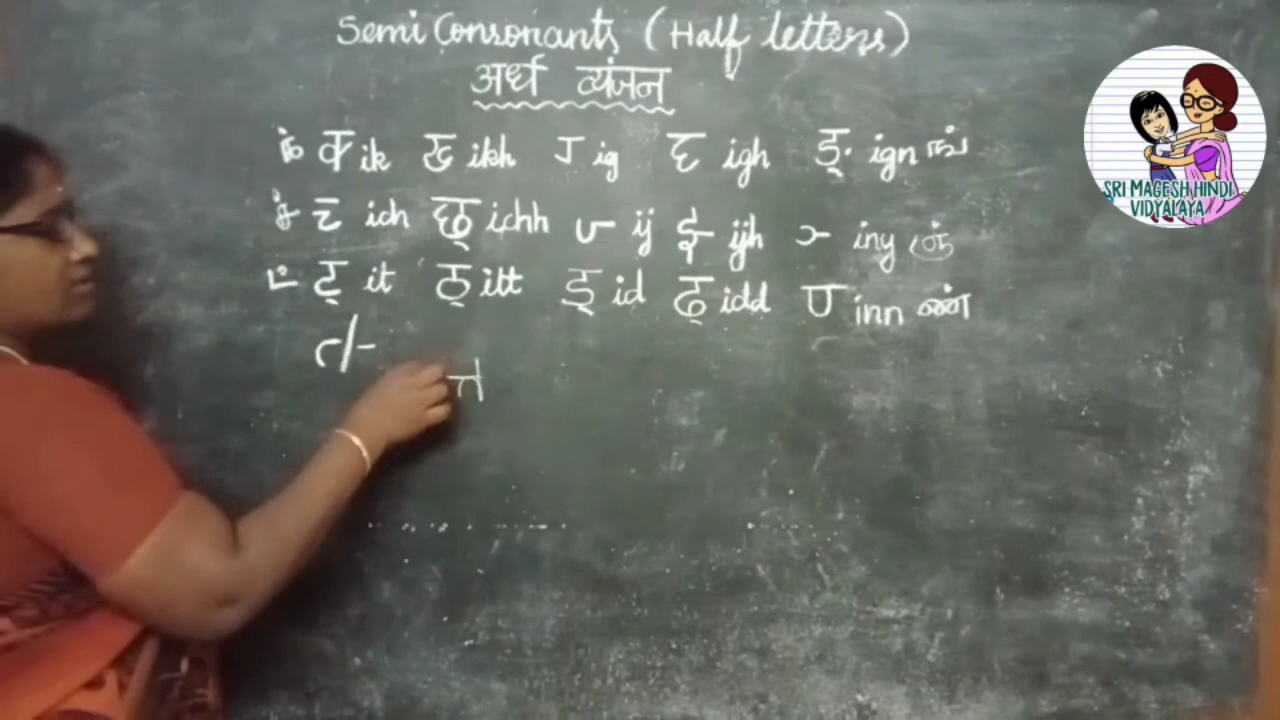 Semi Consonants (Half letters)
अर्ध व्यंजन
க் क्‍ ik ख्‍ ikh ग्‍ ig घ्‍ igh ङ् ign ங்
ச் च्‍ ich छ् ichh ज्‍ ij झ्‍ ijh ञ्‍ iny ஞ்
ட் ट् it ठ् itt ड् id ढ् idd ण्‍ inn ண்
त
SRI MAGESH HINDI
VIDYALAYA